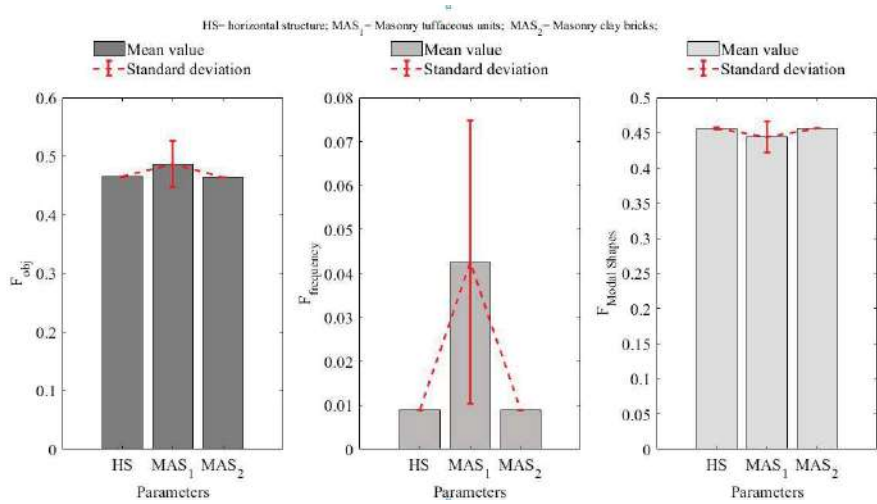 HS= horizontal structure; MAS1= Masonry tuffaceous units; MAS2= Masonry clay bricks;
Mean value
Standard deviation
0.6
0.5
0.4
0.3
0.2
0.1
0
Fobj
HS MAS1 MAS2
Parameters
Mean value
Standard deviation
0.08
0.07
0.06
0.05
0.04
0.03
0.02
0.01
0
Ffrequency
HS MAS1 MAS2
Parameters
Mean value
Standard deviation
0.5
0.45
0.4
0.35
0.3
0.25
0.2
0.15
0.1
0.05
0
FModal Shapes
HS MAS1 MAS2
Parameters